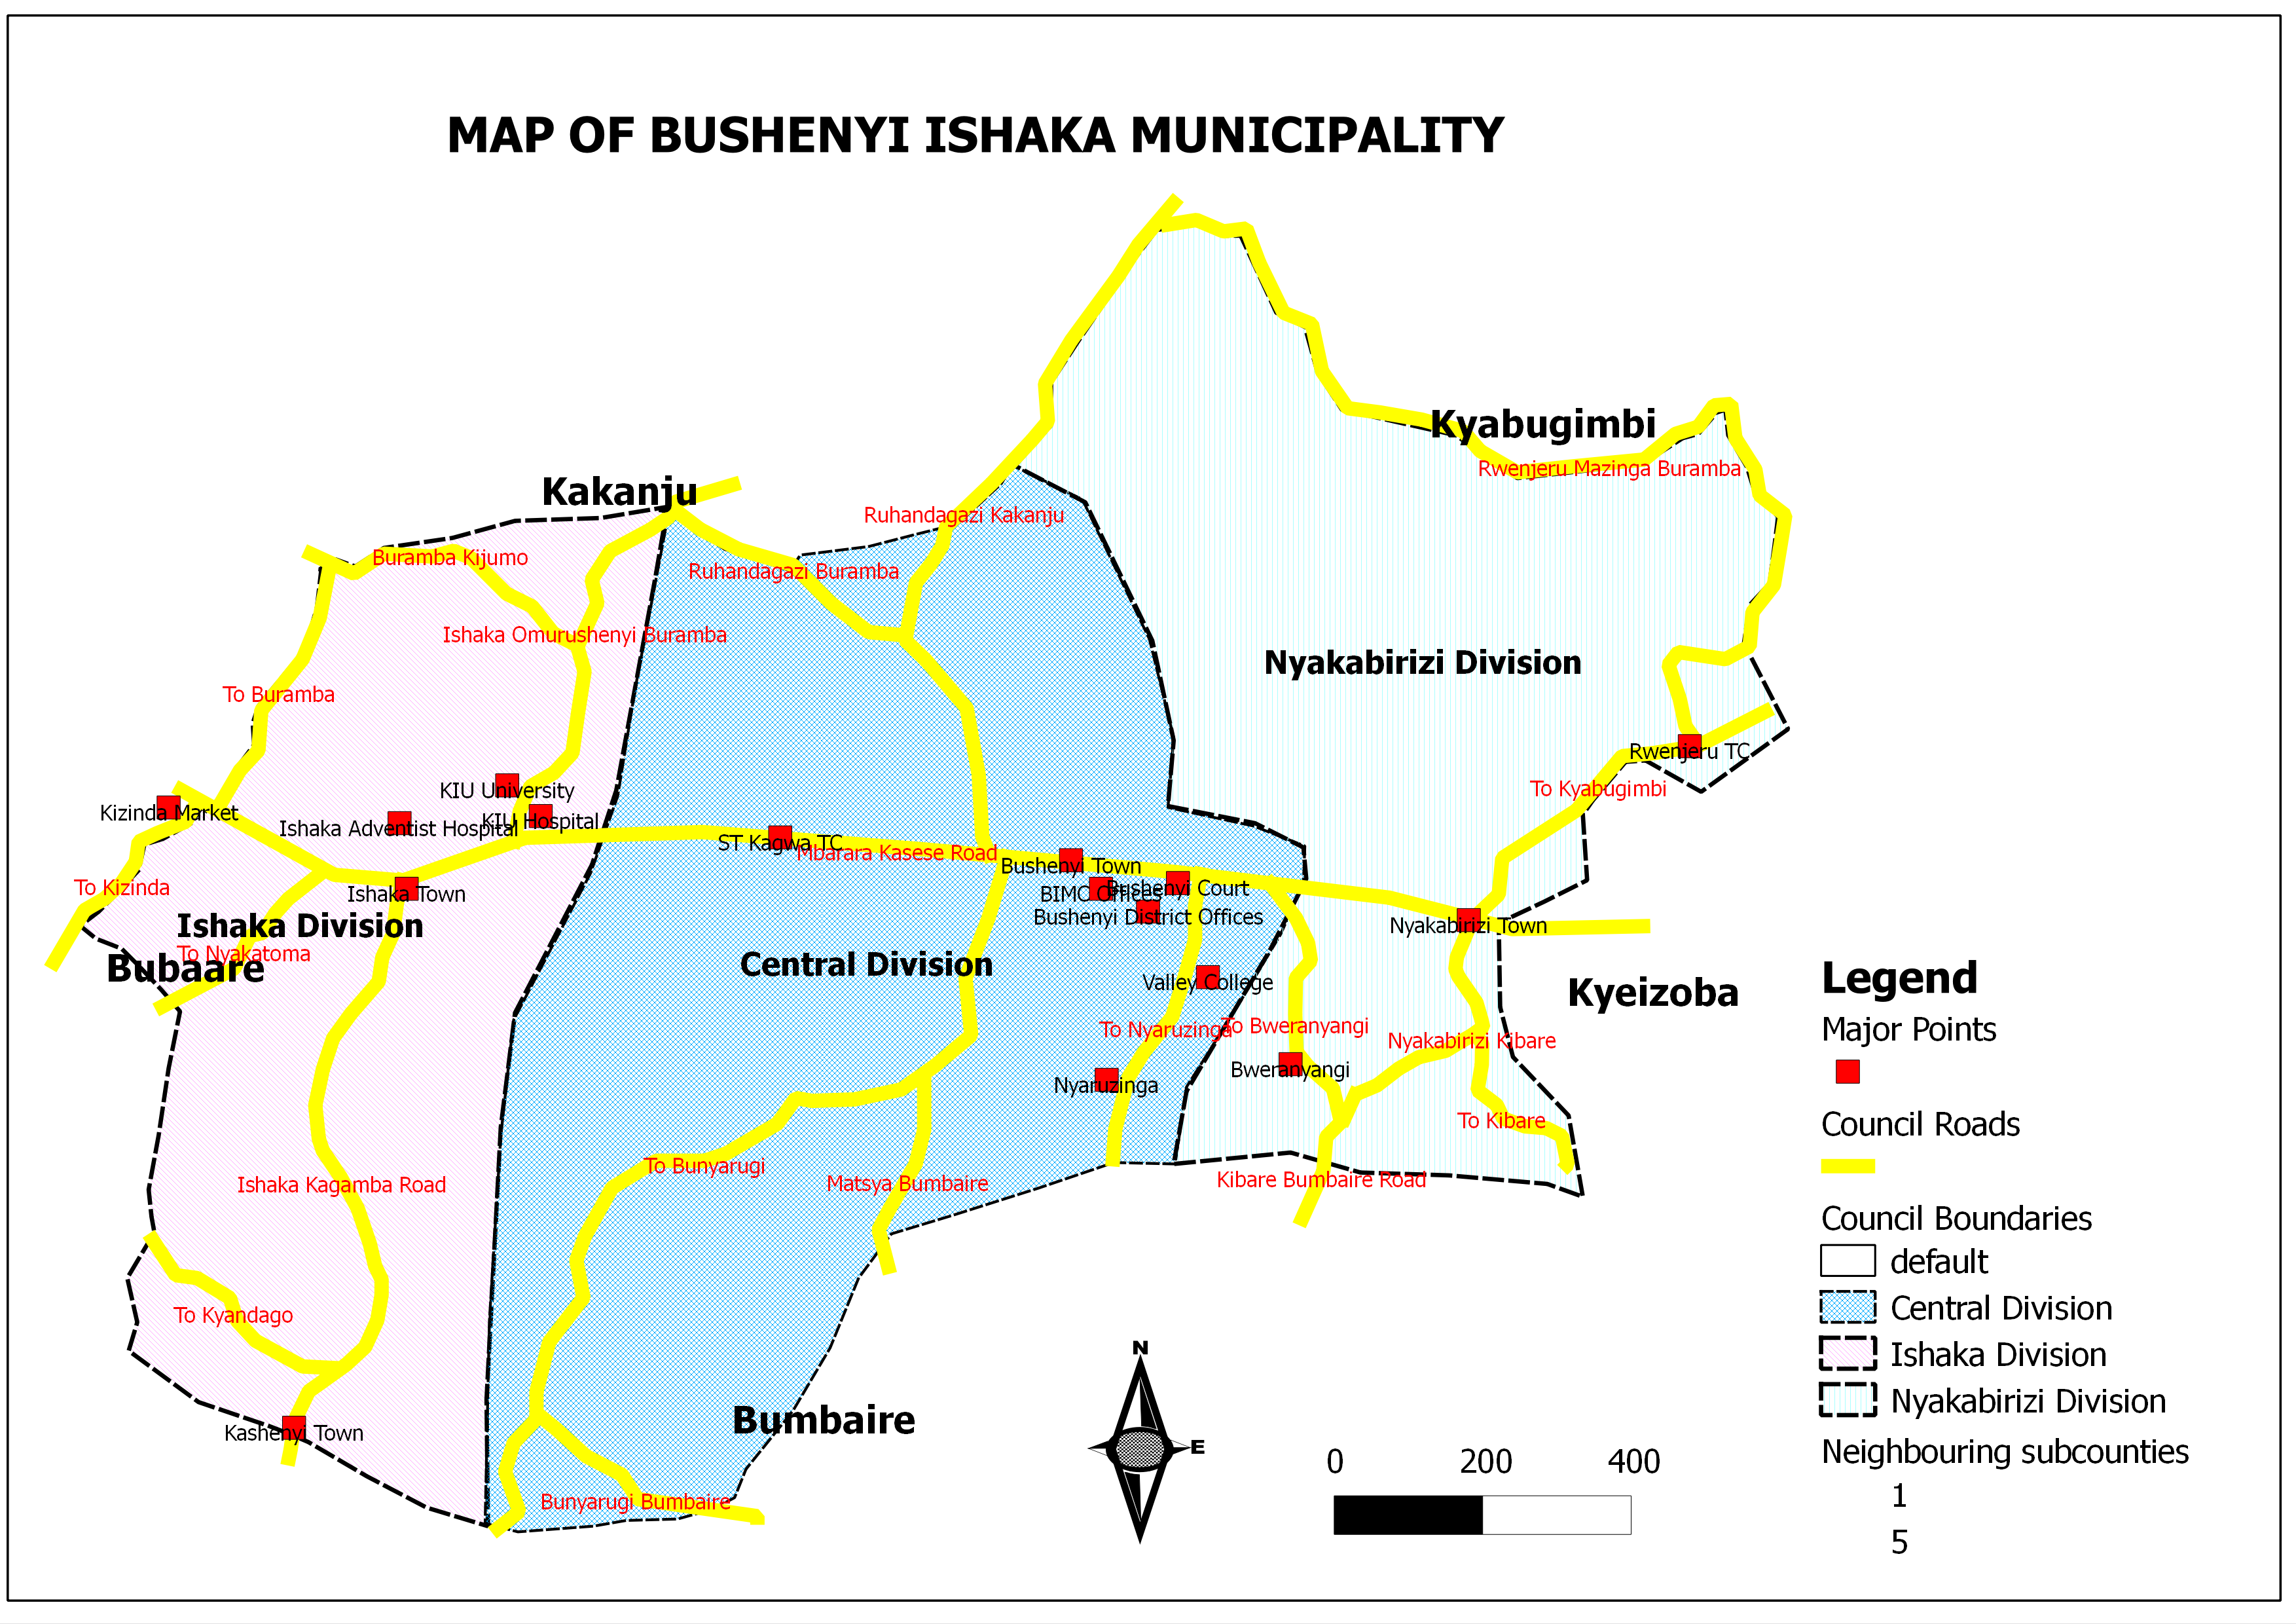 MAP OF BUSHENYI ISHAKA MUNICIPALITY
Kyabugimbi
Rwenjeru Mazinga Buramba
Kakanju
Ruhandagazi Kakanju
Buramba Kijumo
Ruhandagazi Buramba
Ishaka Omurushenyi Buramba
Nyakabirizi Division
To Buramba
Rwenjeru TC
To Kyabugimbi
KIU University
Kizinda Market
Ishaka Adventist Hospital
KIU Hospital
ST Kagwa TC
Mbarara Kasese Road
Bushenyi Town
To Kizinda
Ishaka Town
BIMC Offices
Bushenyi Court
Bushenyi District Offices
Ishaka Division
Nyakabirizi Town
To Nyakatoma
Bubaare
Central Division
Valley College
Kyeizoba
To Nyaruzinga
To Bweranyangi
Nyakabirizi Kibare
Bweranyangi
Nyaruzinga
To Kibare
To Bunyarugi
Matsya Bumbaire
Kibare Bumbaire Road
Ishaka Kagamba Road
To Kyandago
Kashenyi Town
Bumbaire
Bunyarugi Bumbaire
N
E
0 200 400
Legend
Major Points
Council Roads
Council Boundaries
default
Central Division
Ishaka Division
Nyakabirizi Division
Neighbouring subcounties
1
5